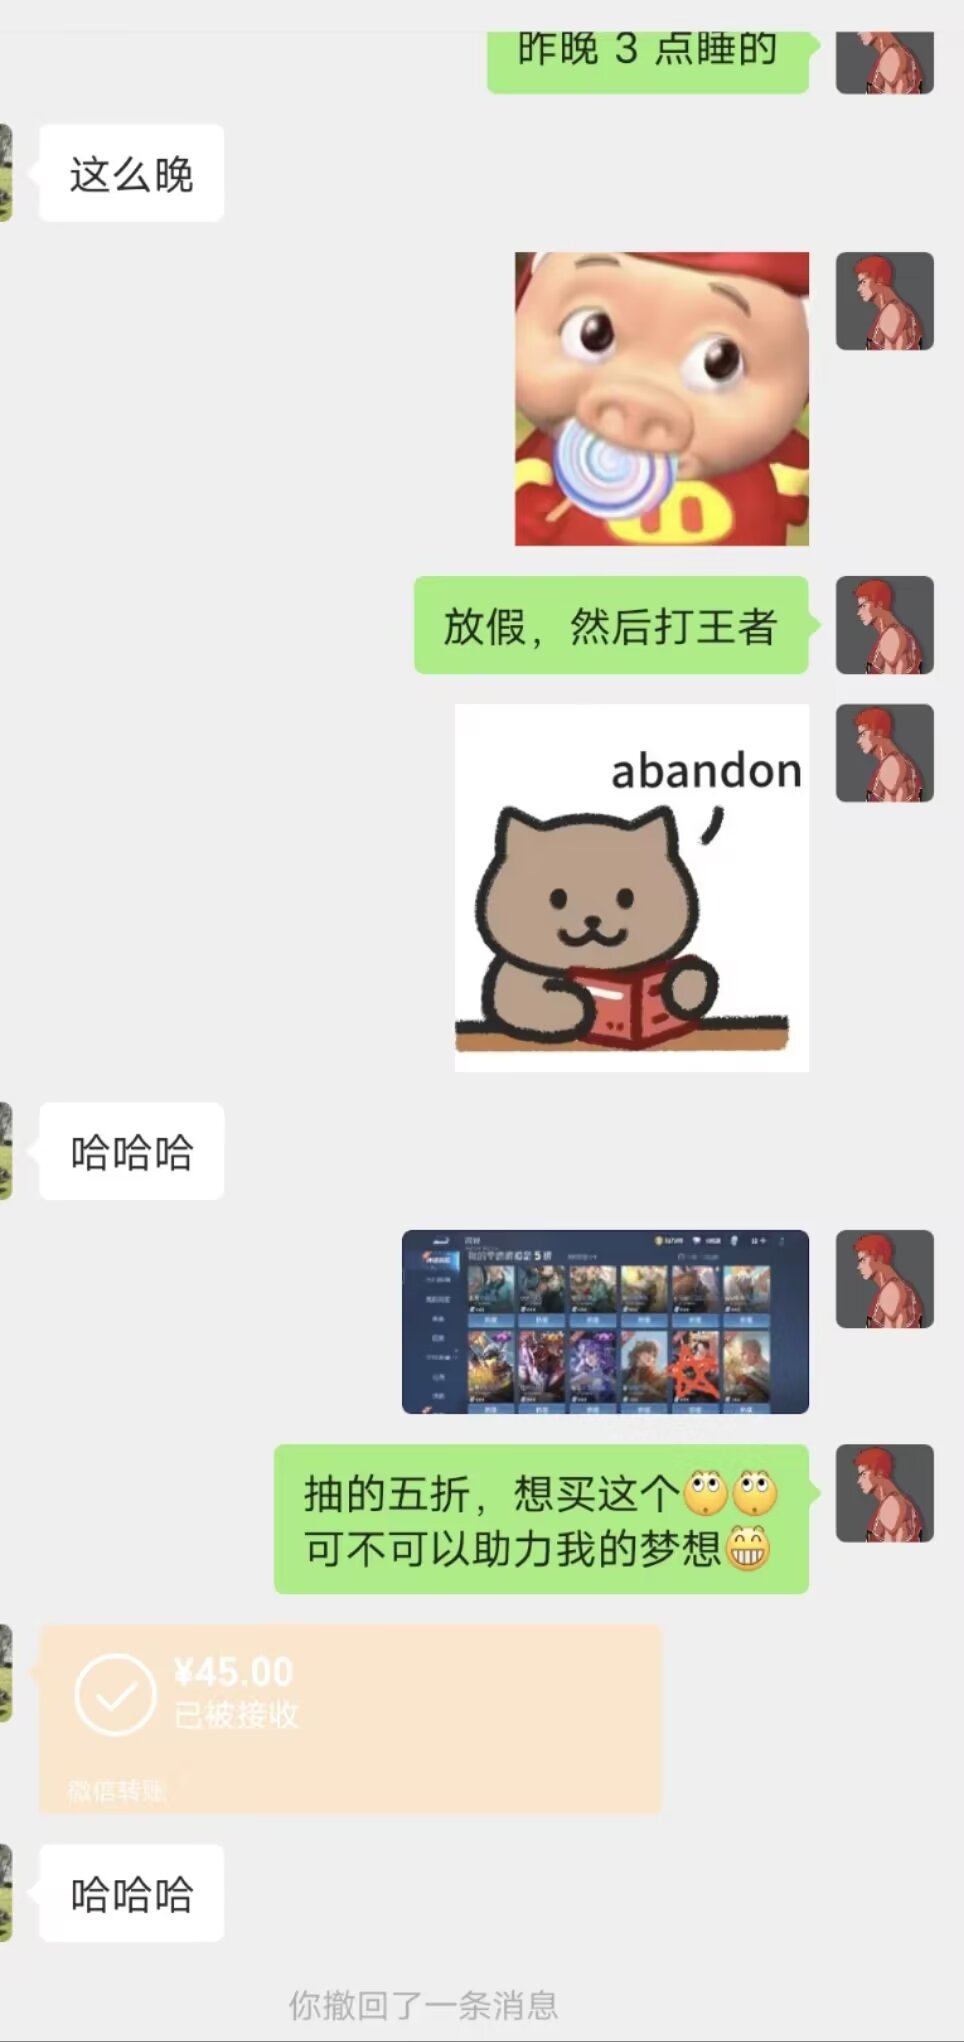 昨晚 3 点睡的
这么晚
放假，然后打王者
abandon
哈哈哈
5 折
抽的五折，想买这个
可不可以助力我的梦想
¥45.00
已被接收
微信转账
哈哈哈
你撤回了一条消息